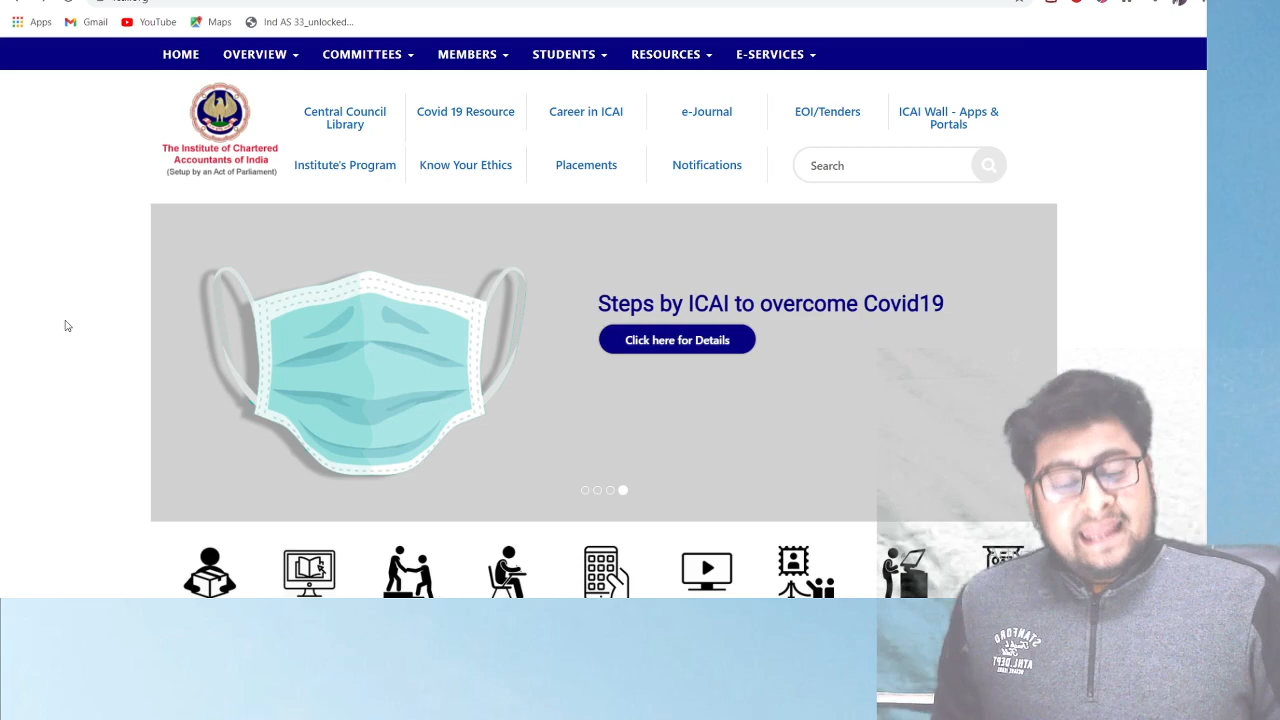 Apps Gmail YouTube Maps Ind AS 33_unlocked...
HOME OVERVIEW COMMITTEES MEMBERS STUDENTS RESOURCES E-SERVICES
The Institute of Chartered
Accountants of India
(Setup by an Act of Parliament)
Central Council
Library
Covid 19 Resource
Career in ICAI
e-Journal
EOI/Tenders
ICAI Wall - Apps &
Portals
Institute's Program
Know Your Ethics
Placements
Notifications
Search
Steps by ICAI to overcome Covid19
Click here for Details
STANFORD
ATHL.DEPT